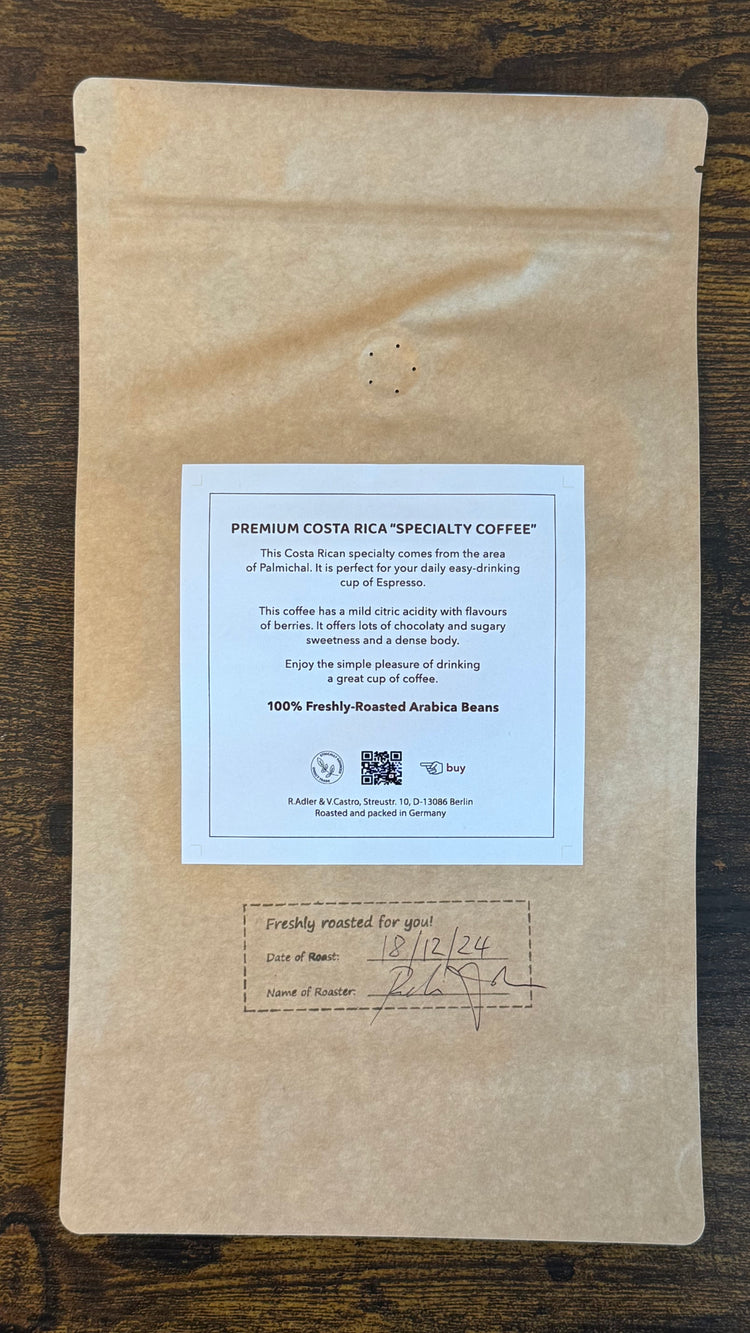 PREMIUM COSTA RICA "SPECIALTY COFFEE"
This Costa Rican specialty comes from the area
of Palmichal. It is perfect for your daily easy-drinking
cup of Espresso.
This coffee has a mild citric acidity with flavours
of berries. It offers lots of chocolaty and sugary
sweetness and a dense body.
Enjoy the simple pleasure of drinking
a great cup of coffee.
100% Freshly-Roasted Arabica Beans
buy
R.Adler & V.Castro, Streustr. 10, D-13086 Berlin
Roasted and packed in Germany
Freshly roasted for you!
Date of Roast: 18/12/24
Name of Roaster: